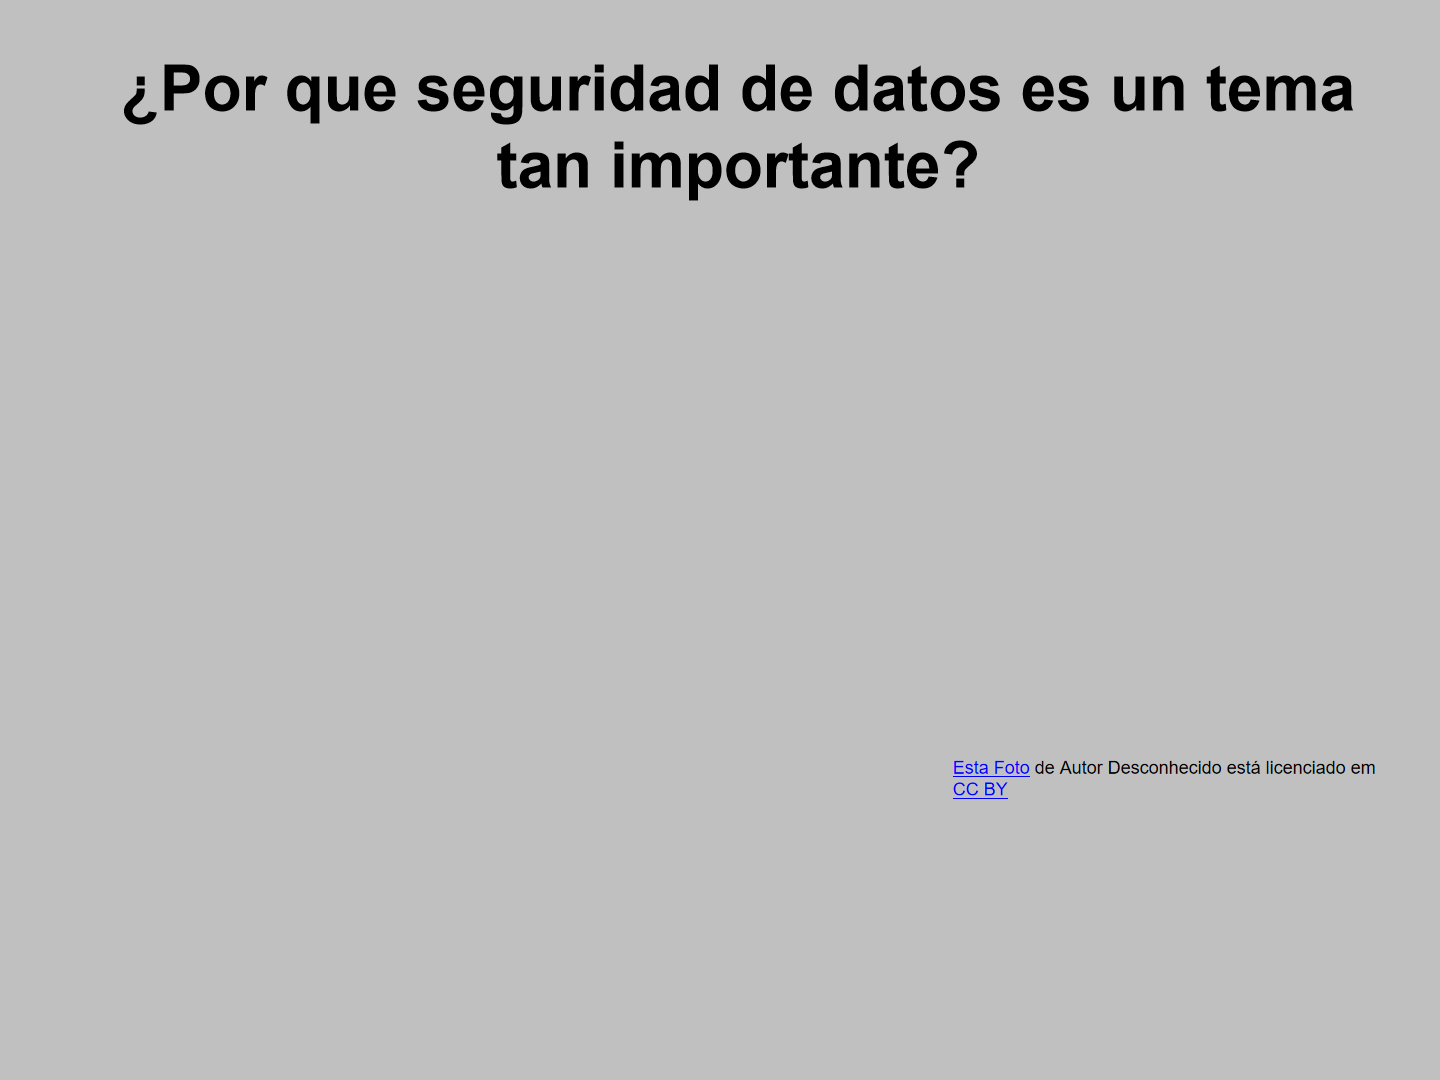 ¿Por que seguridad de datos es un tema
tan importante?
Esta Foto de Autor Desconhecido está licenciado em
CC BY